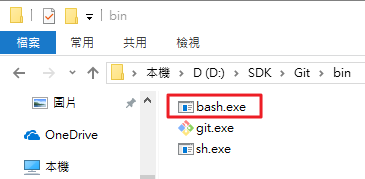 bin
檔案 常用 共用 檢視
本機 D (D:) SDK Git bin
圖片
OneDrive
本機
bash.exe
git.exe
sh.exe